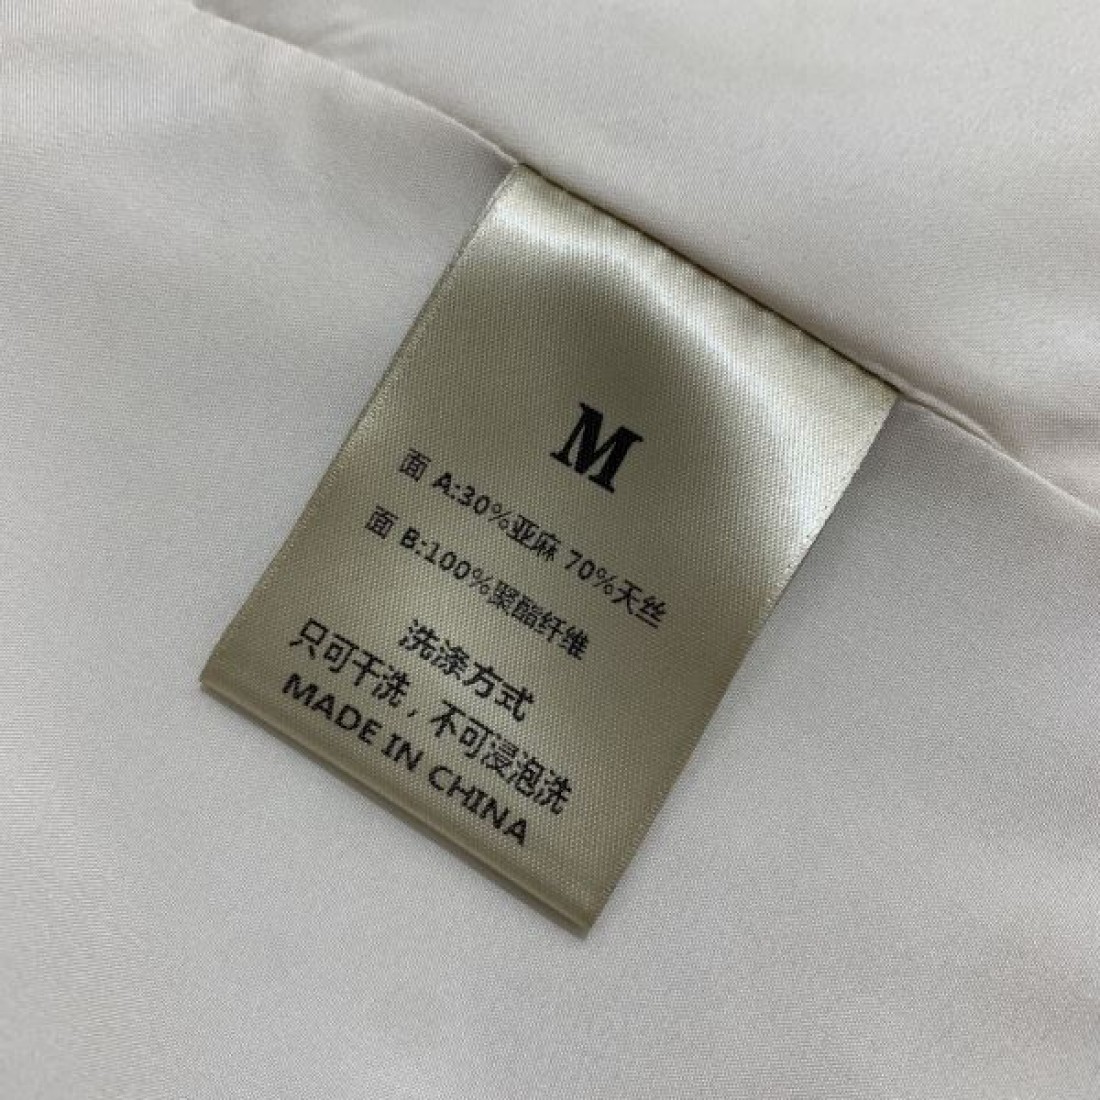 M
面 A:30%亚麻 70%天丝
面 B:100%聚酯纤维
洗涤方式
只可干洗，不可浸泡洗
MADE IN CHINA